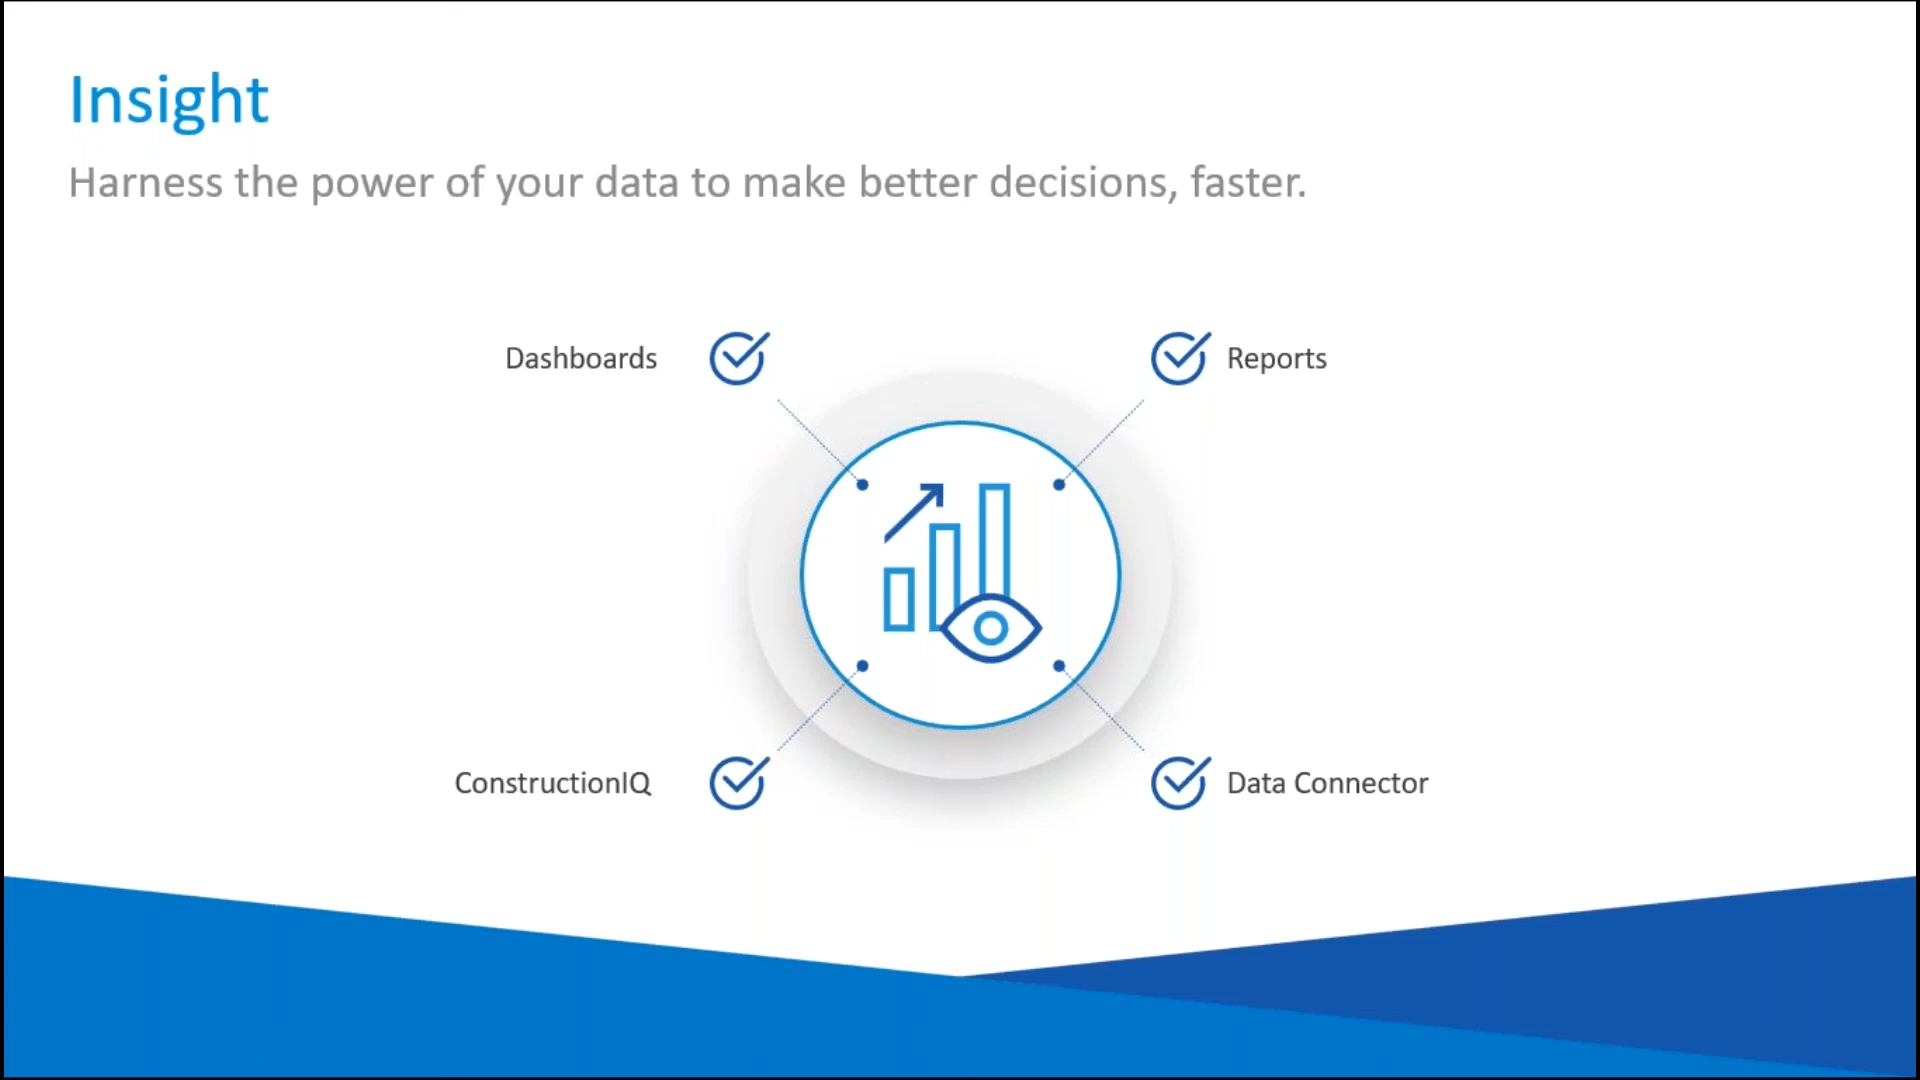 Insight
Harness the power of your data to make better decisions, faster.
Dashboards
Reports
ConstructionIQ
Data Connector